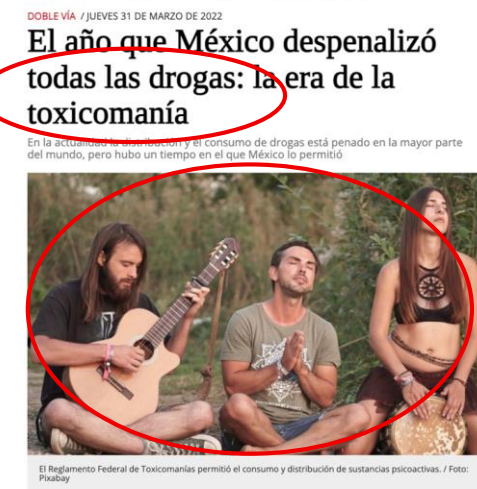 DOBLE VÍA / JUEVES 31 DE MARZO DE 2022
El año que México despenalizó
todas las drogas: la era de la
toxicomanía
En la actualidad la distribución y el consumo de drogas está penado en la mayor parte
del mundo, pero hubo un tiempo en el que México lo permitió
El Reglamento Federal de Toxicomanías permitió el consumo y distribución de sustancias psicoactivas. / Foto:
Pixabay